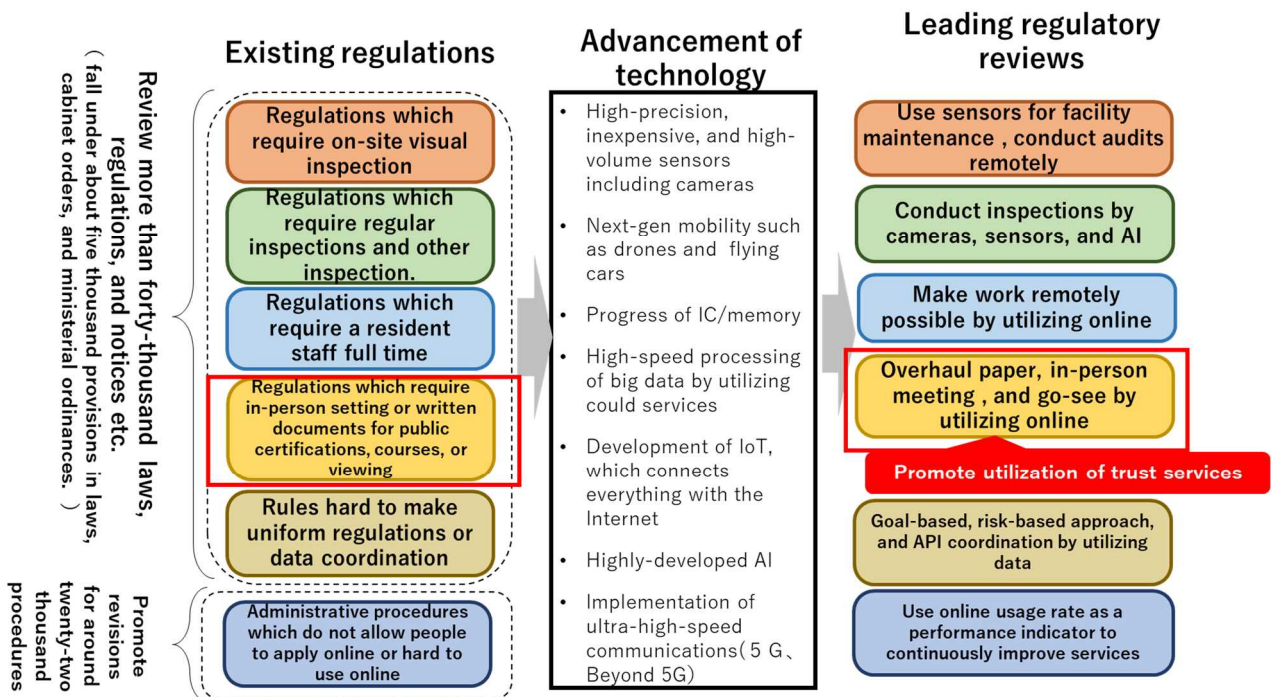 Review more than forty-thousand laws,
regulations, and notices etc.
( fall under about five thousand provisions in laws,
cabinet orders, and ministerial ordinances. )
Promote
revisions
for around
twenty-two
thousand
procedures
Existing regulations
Regulations which
require on-site visual
inspection
Regulations which
require regular
inspections and other
inspection.
Regulations which
require a resident
staff full time
Regulations which require
in-person setting or written
documents for public
certifications, courses, or
viewing
Rules hard to make
uniform regulations or
data coordination
Administrative procedures
which do not allow people
to apply online or hard to
use online
Advancement of
technology
• High-precision,
inexpensive, and high-
volume sensors
including cameras
• Next-gen mobility such
as drones and flying
cars
• Progress of IC/memory
• High-speed processing
of big data by utilizing
could services
• Development of IoT,
which connects
everything with the
Internet
• Highly-developed AI
• Implementation of
ultra-high-speed
communications(5 G、
Beyond 5G)
Leading regulatory
reviews
Use sensors for facility
maintenance , conduct audits
remotely
Conduct inspections by
cameras, sensors, and AI
Make work remotely
possible by utilizing online
Overhaul paper, in-person
meeting , and go-see by
utilizing online
Promote utilization of trust services
Goal-based, risk-based approach,
and API coordination by utilizing
data
Use online usage rate as a
performance indicator to
continuously improve services